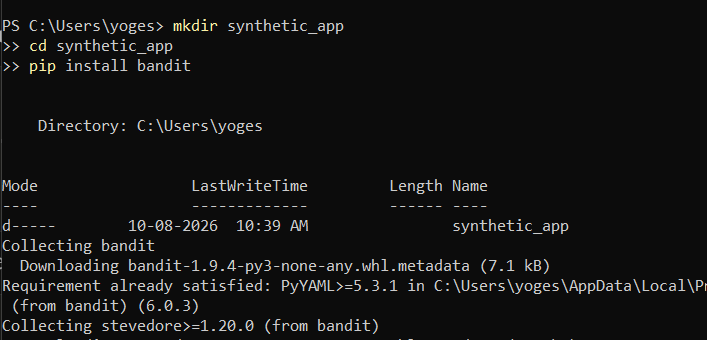 PS C:\Users\yoges> mkdir synthetic_app
>> cd synthetic_app
>> pip install bandit
Directory: C:\Users\yoges
Mode                LastWriteTime         Length Name
----                -------------         ------ ----
d-----       10-08-2026  10:39 AM                synthetic_app
Collecting bandit
  Downloading bandit-1.9.4-py3-none-any.whl.metadata (7.1 kB)
Requirement already satisfied: PyYAML>=5.3.1 in C:\Users\yoges\AppData\Local\Pr
 (from bandit) (6.0.3)
Collecting stevedore>=1.20.0 (from bandit)